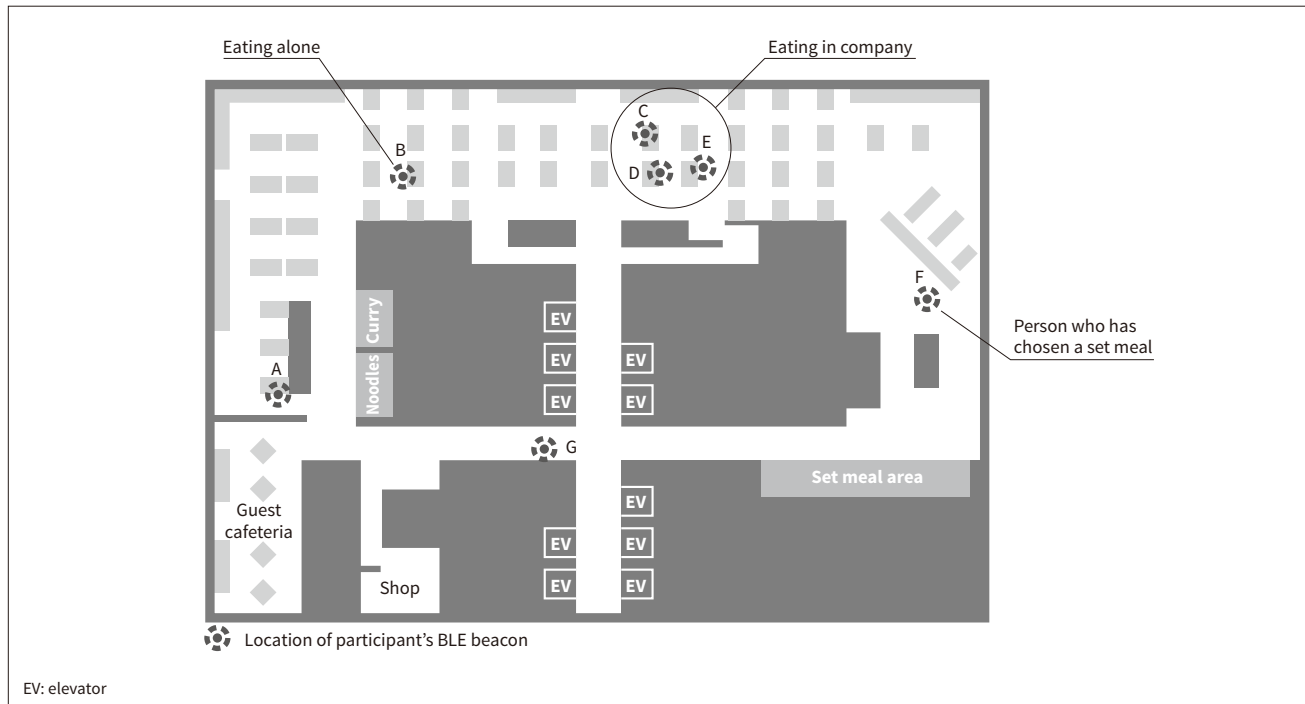 Eating alone
Eating in company
C
B
E
D
F
Curry
EV
Person who has
chosen a set meal
EV
EV
Noodles
A
EV
EV
G
Set meal area
EV
Guest
cafeteria
EV
EV
EV
EV
Shop
Location of participant's BLE beacon
EV: elevator